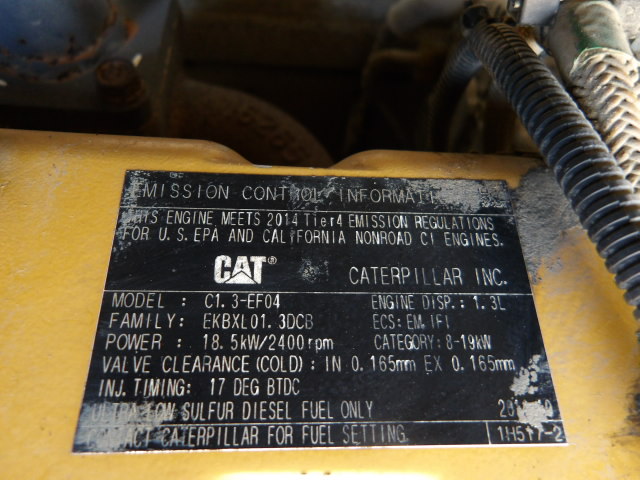 EMISSION CONTROL INFORMATI
THIS ENGINE MEETS 2014 Tier4 EMISSION REGULATIONS
FOR U.S. EPA AND CALIFORNIA NONROAD CI ENGINES.
CAT® CATERPILLAR INC.
MODEL : C1.3-EF04 ENGINE DISP.: 1.3L
FAMILY: EKBXL01.3DCB ECS: EM, IFI
POWER : 18.5kW/2400rpm CATEGORY: 8-19kW
VALVE CLEARANCE(COLD): IN 0.165mm EX 0.165mm
INJ. TIMING: 17 DEG BTDC
ULTRA LOW SULFUR DIESEL FUEL ONLY
CONTACT CATERPILLAR FOR FUEL SETTING 1H517-2